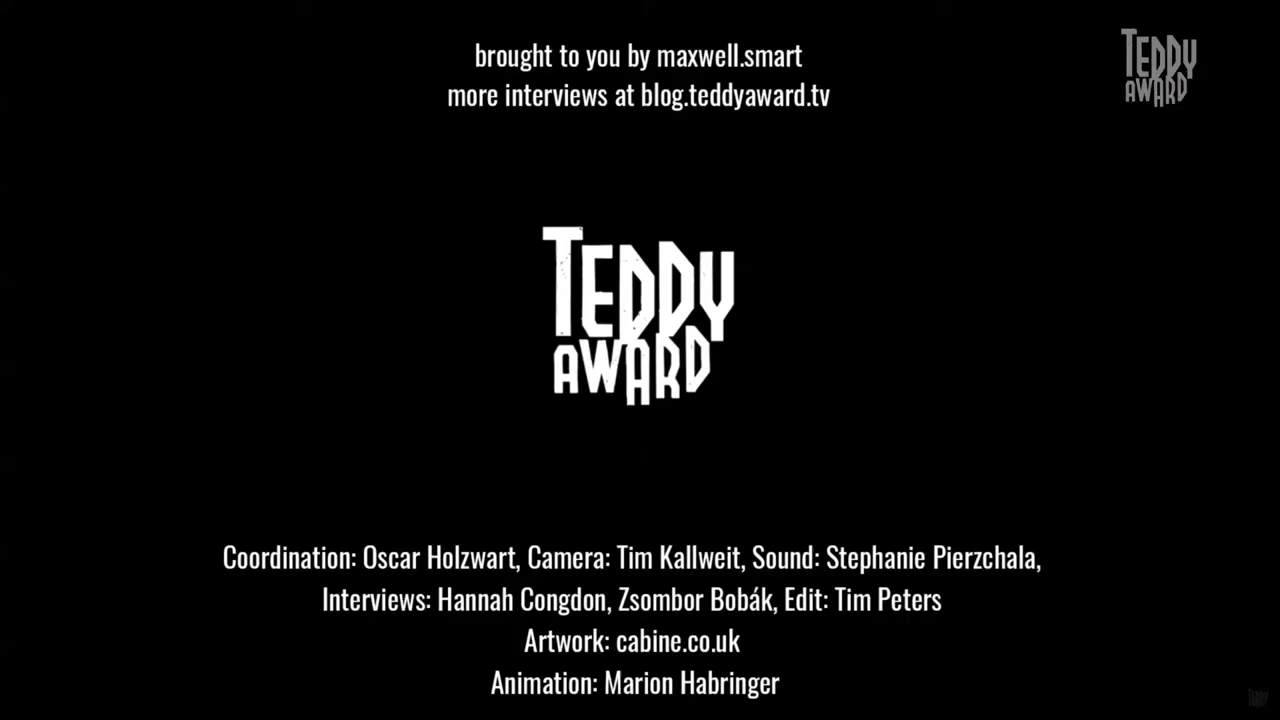 brought to you by maxwell.smart
more interviews at blog.teddyaward.tv
TEDDY
AWARD
TEDDY
AWARD
Coordination: Oscar Holzwart, Camera: Tim Kallweit, Sound: Stephanie Pierzchala,
Interviews: Hannah Congdon, Zsombor Bobák, Edit: Tim Peters
Artwork: cabine.co.uk
Animation: Marion Habringer